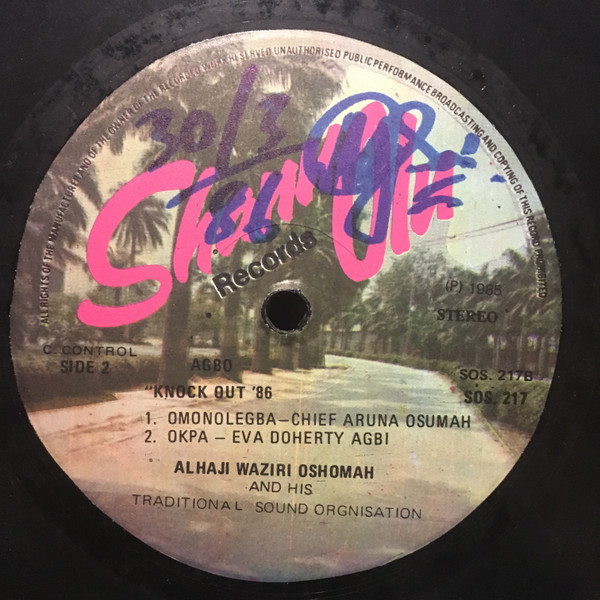 ALL RIGHTS OF THE MANUFACTURER AND OF THE OWNER OF THE RECORDED WORK RESERVED UNAUTHORISED PUBLIC PERFORMANCE BROADCASTING AND COPYING OF THIS RECORD PROHIBITED
30/3
86
Records
(P) 1985
STEREO
C. CONTROL
SIDE 2
AGBO
SOS. 217B
"KNOCK OUT '86
SOS. 217
1. OMONOLEGBA–CHIEF ARUNA OSUMAH
2. OKPA – EVA DOHERTY AGBI
ALHAJI WAZIRI OSHOMAH
AND HIS
TRADITIONAL SOUND ORGNISATION